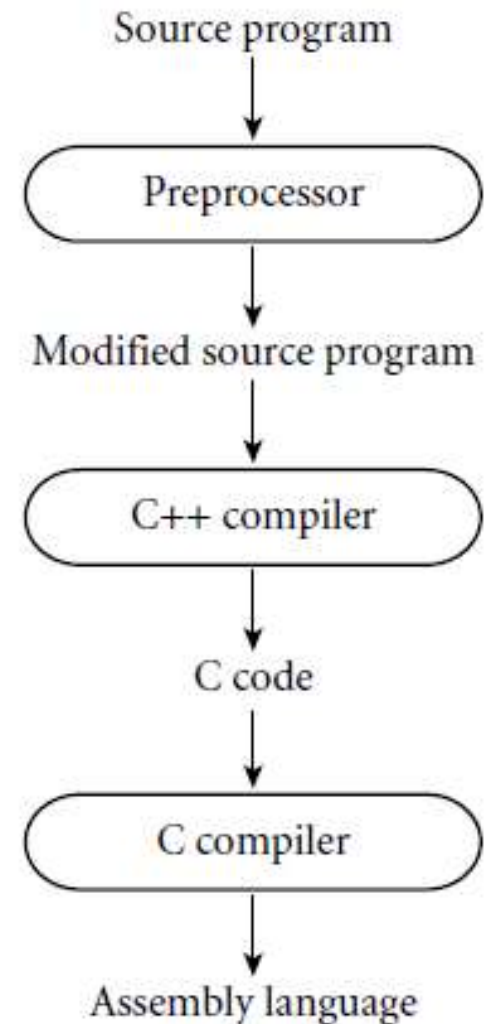 Source program
Preprocessor
Modified source program
C++ compiler
C code
C compiler
Assembly language